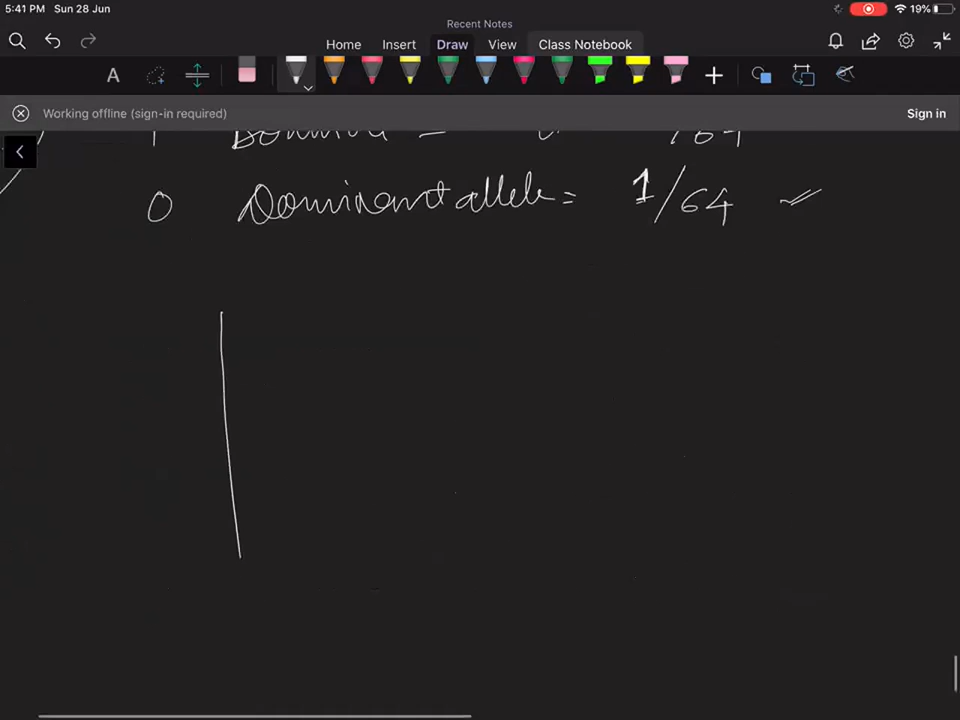 5:41 PM Sun 28 Jun
19%
Recent Notes
Home Insert Draw View Class Notebook
A
Working offline (sign-in required) Sign in
0 Dominant allele = 1/64